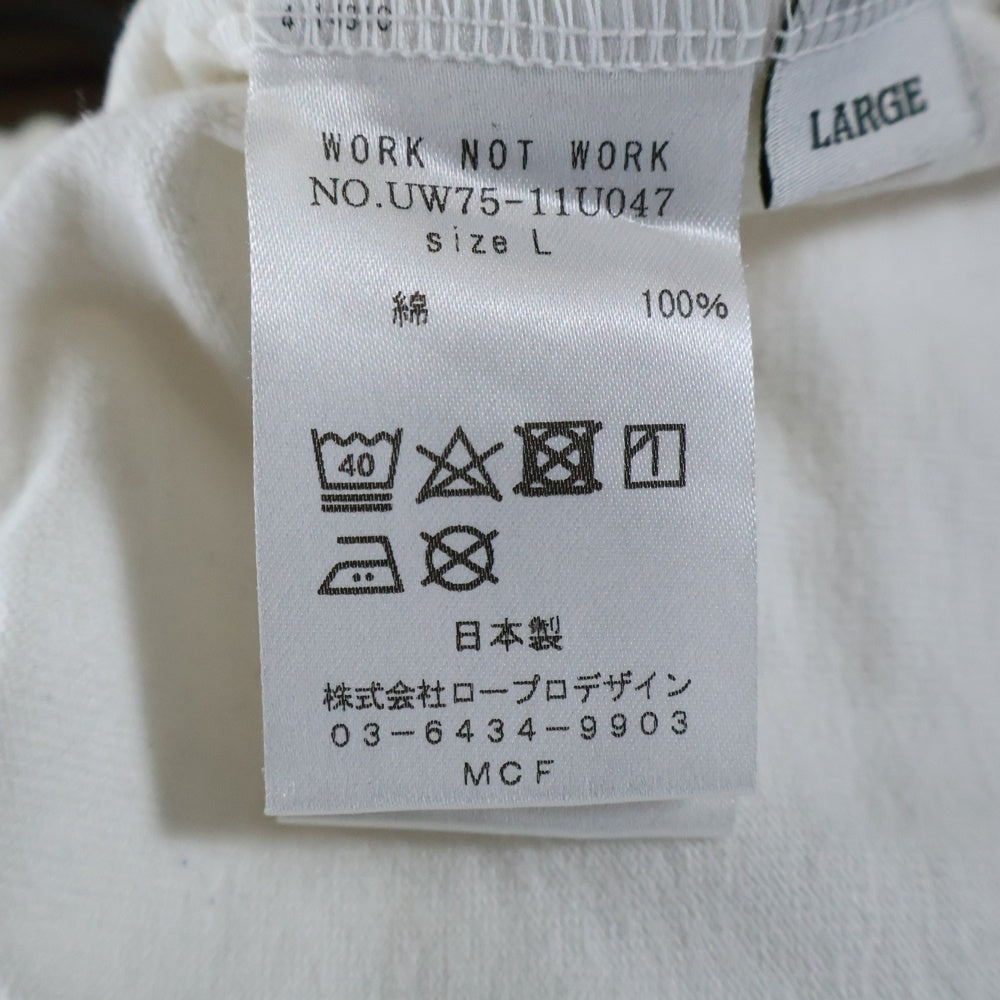 LARGE
WORK NOT WORK
NO.UW75-11U047
size L
綿 100%
40
日本製
株式会社ロープロデザイン
03-6434-9903
MCF